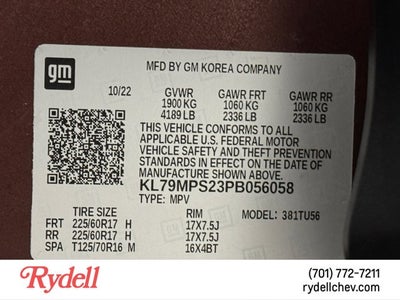 gm
MFD BY GM KOREA COMPANY
10/22 GVWR GAWR FRT GAWR RR
1900 KG 1060 KG 1060 KG
4189 LB 2336 LB 2336 LB
THIS VEHICLE CONFORMS TO ALL
APPLICABLE U.S. FEDERAL MOTOR
VEHICLE SAFETY AND THEFT PREVENTION
STANDARDS IN EFFECT ON THE DATE
OF MANUFACTURE SHOWN ABOVE.
KL79MPS23PB056058
TYPE: MPV
TIRE SIZE RIM MODEL: 381TU56
FRT 225/60R17 H 17X7.5J
RR 225/60R17 H 17X7.5J
SPA T125/70R16 M 16X4BT
Rydell
(701) 772-7211
rydellchev.com